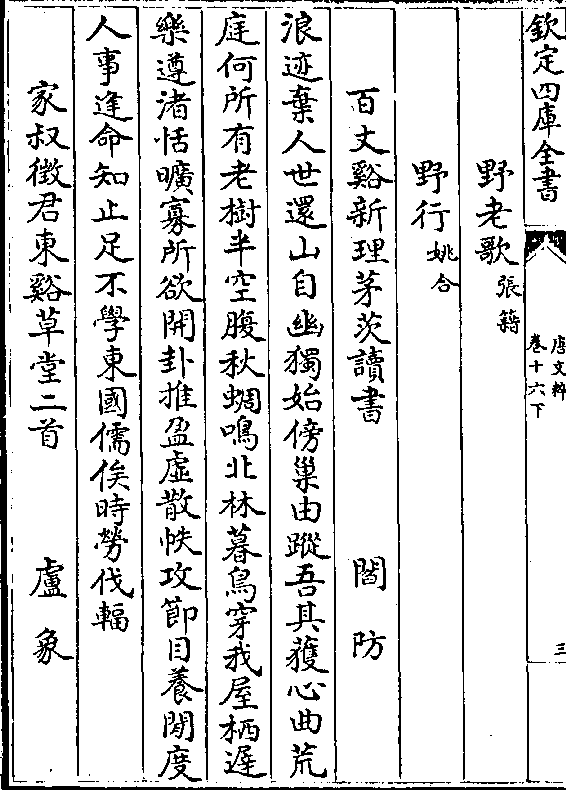 欽定四庫全書
唐文粹
卷十六下
三
野老歌張籍
野行姚合
百丈谿新理茅茨讀書 閻防
浪迹棄人世還山自幽獨始傍巢由蹤吾其獲心曲荒
庭何所有老樹半空腹秋蜩鳴北林暮鳥穿我屋栖遲
樂遵渚恬曠寡所欲開卦推盈虛散帙攻節目養閒度
人事逹命知止足不學東國儒俟時勞伐輻
家叔徴君東谿草堂二首 盧象